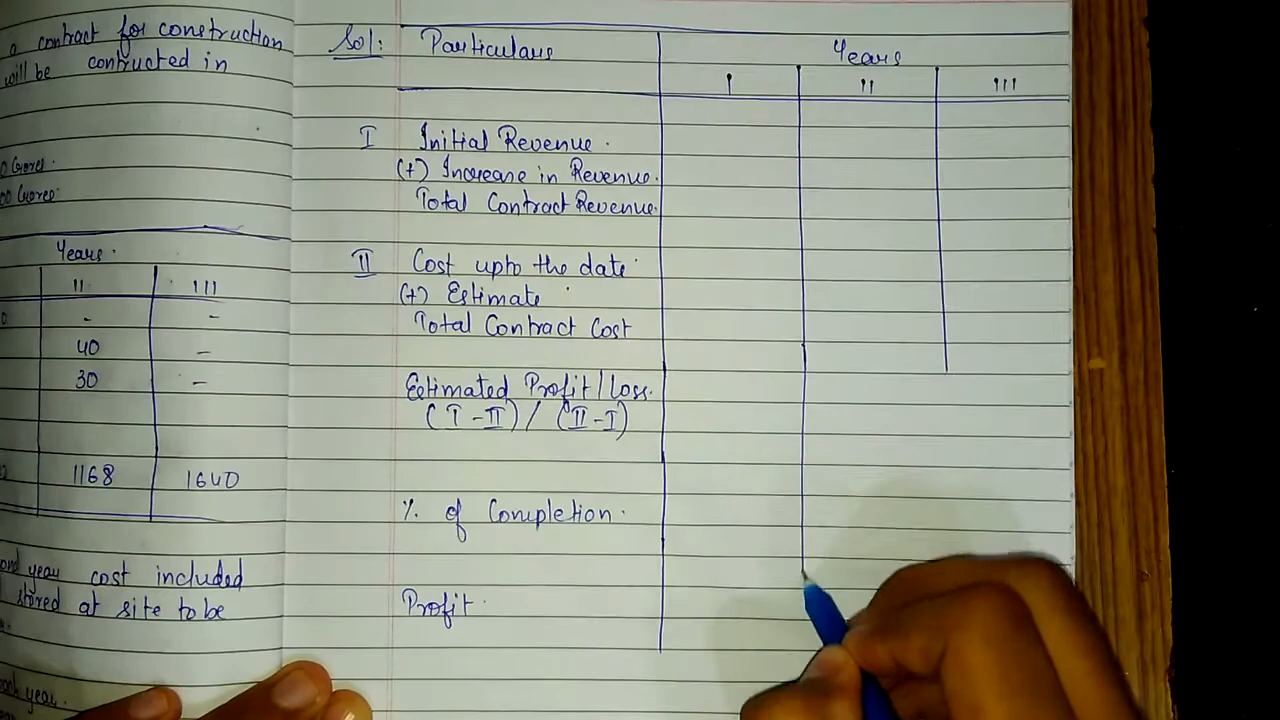 a contract for construction
will be contructed in
Crores.
Crores.
Years.
II III
- -
40 -
30 -
1168 1640
year cost included
stored at site to be
each year.
Sol: Particulars Years
I II III
I Initial Revenue.
(+) Increase in Revenue.
Total Contract Revenue.
II Cost upto the date.
(+) Estimate
Total Contract Cost
Estimated Profit/Loss.
(I-II)/(II-I)
% of Completion.
Profit.